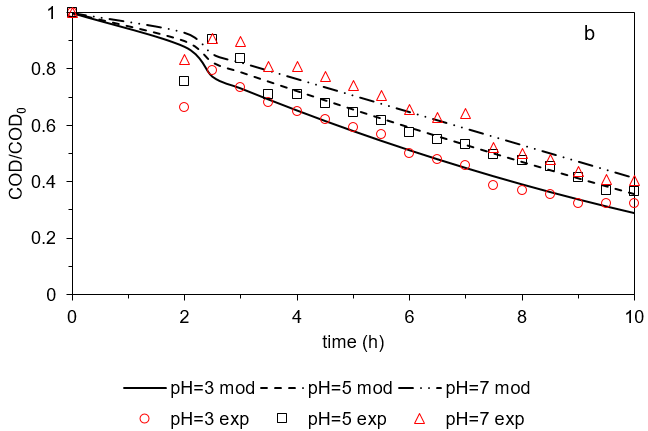 1
b
0.8
0.6
COD/COD₀
0.4
0.2
0
0 2 4 6 8 10
time (h)
pH=3 mod pH=5 mod pH=7 mod
pH=3 exp pH=5 exp pH=7 exp